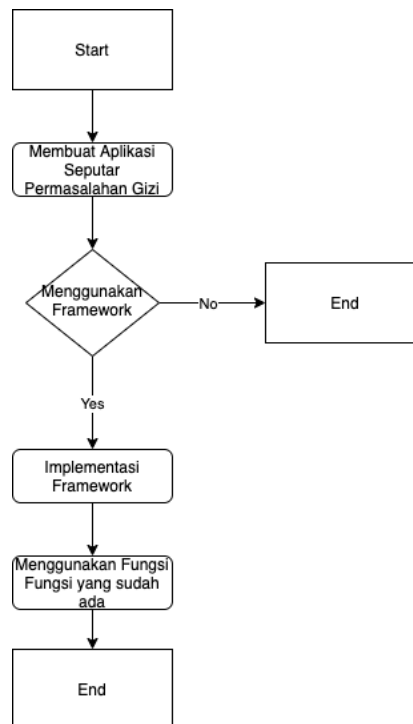 Start
Membuat Aplikasi
Seputar
Permasalahan Gizi
Menggunakan
Framework
No
End
Yes
Implementasi
Framework
Menggunakan Fungsi
Fungsi yang sudah
ada
End